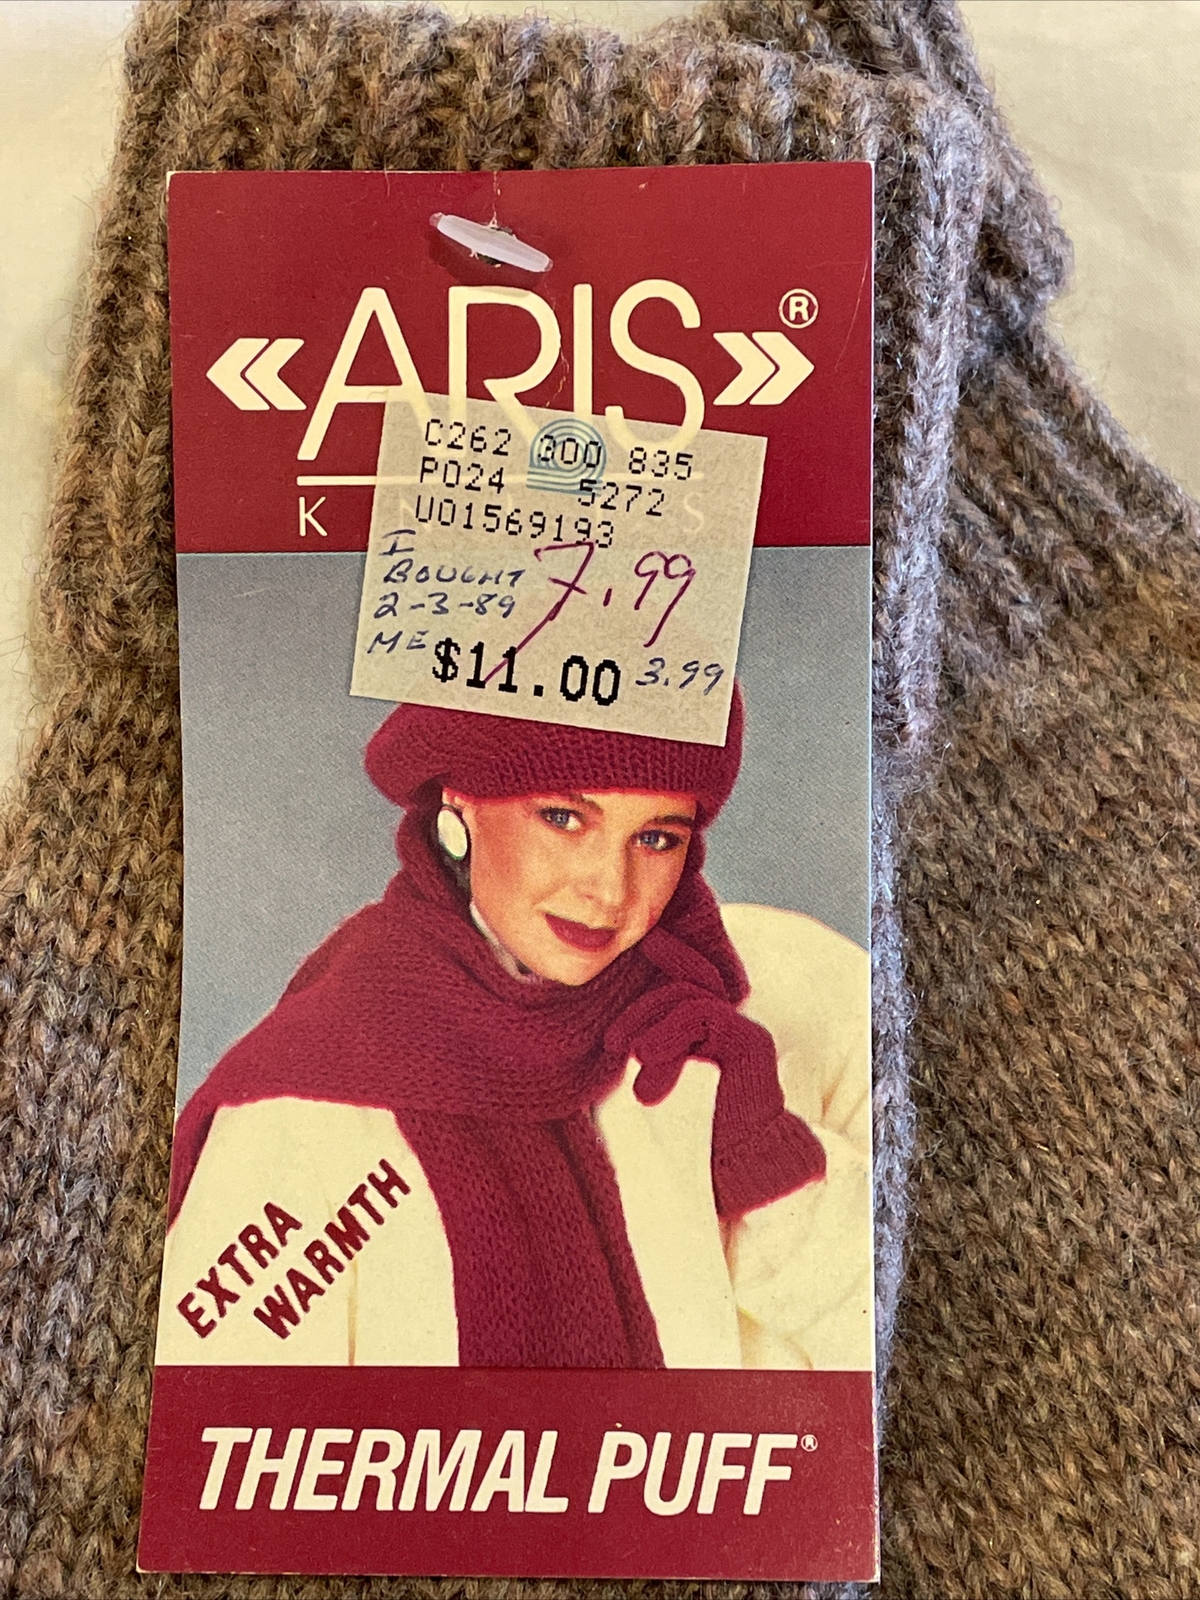 «ARIS»®
K S
C262 300 835
P024 5272
U01569193
I
BOUGHT
2-3-89
ME
7.99
$11.00
3.99
EXTRA
WARMTH
THERMAL PUFF®